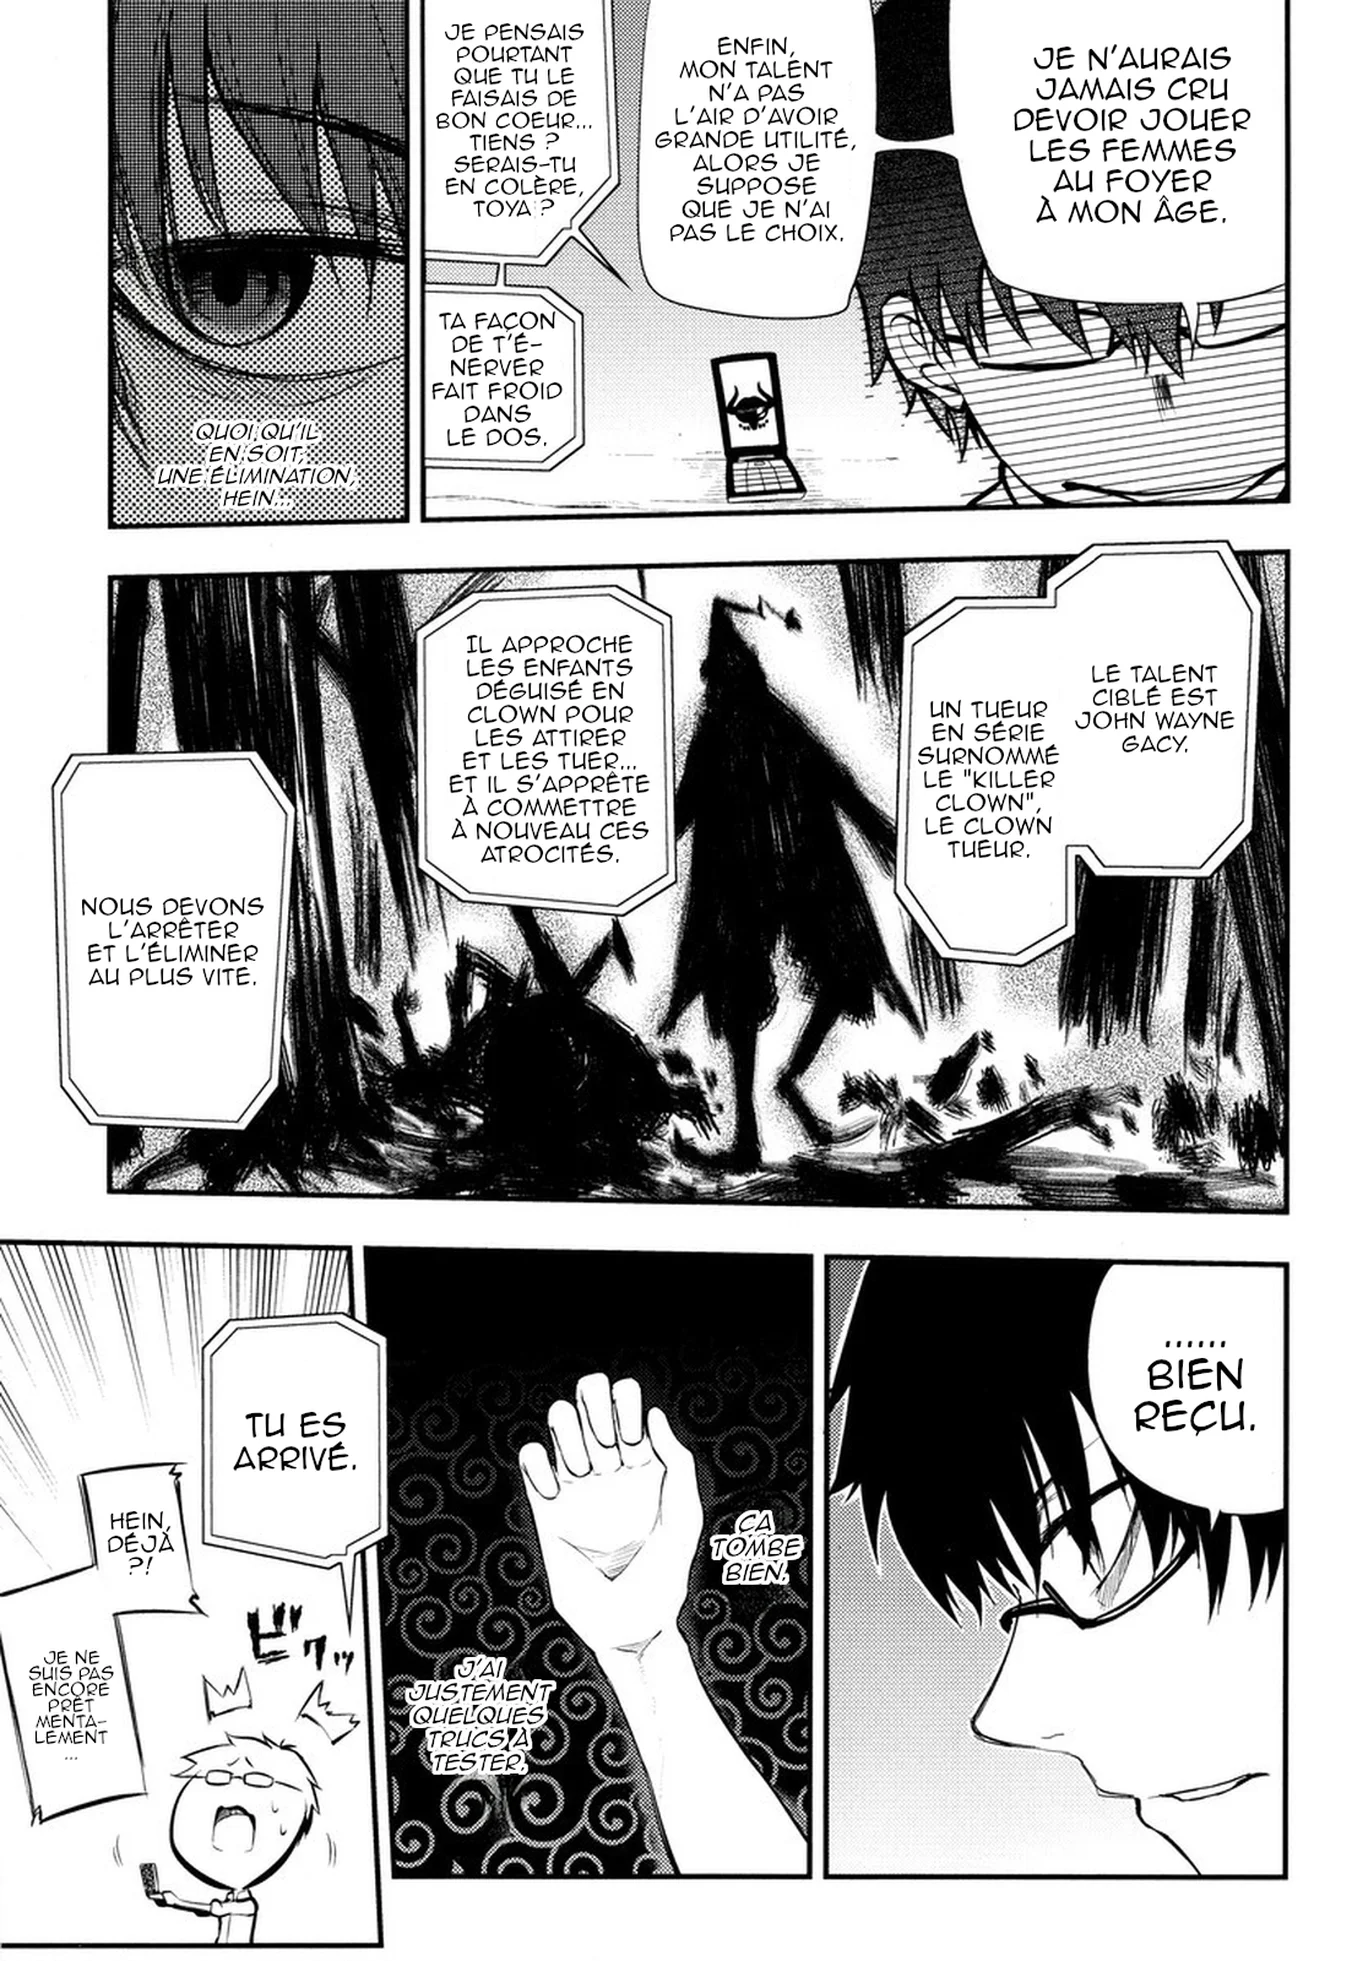 JE N'AURAIS
JAMAIS CRU
DEVOIR JOUER
LES FEMMES
AU FOYER
À MON ÂGE.
ENFIN,
MON TALENT
N'A PAS
L'AIR D'AVOIR
GRANDE UTILITÉ,
ALORS JE
SUPPOSE
QUE JE N'AI
PAS LE CHOIX.
JE PENSAIS
POURTANT
QUE TU LE
FAISAIS DE
BON COEUR...
TIENS ?
SERAIS-TU
EN COLÈRE,
TOYA ?
TA FAÇON
DE T'É-
NERVER
FAIT FROID
DANS
LE DOS.
QUOI QU'IL
EN SOIT,
UNE ÉLIMINATION,
HEIN...
LE TALENT
CIBLÉ EST
JOHN WAYNE
GACY.
UN TUEUR
EN SÉRIE
SURNOMMÉ
LE "KILLER
CLOWN",
LE CLOWN
TUEUR.
IL APPROCHE
LES ENFANTS
DÉGUISÉ EN
CLOWN POUR
LES ATTIRER
ET LES TUER...
ET IL S'APPRÊTE
À COMMETTRE
À NOUVEAU CES
ATROCITÉS.
NOUS DEVONS
L'ARRÊTER
ET L'ÉLIMINER
AU PLUS VITE.
......
BIEN
REÇU.
ÇA
TOMBE
BIEN.
J'AI
JUSTEMENT
QUELQUES
TRUCS À
TESTER.
TU ES
ARRIVÉ.
HEIN,
DÉJÀ
?!
ビクッ
JE NE
SUIS PAS
ENCORE
PRÊT
MENTA-
LEMENT
...